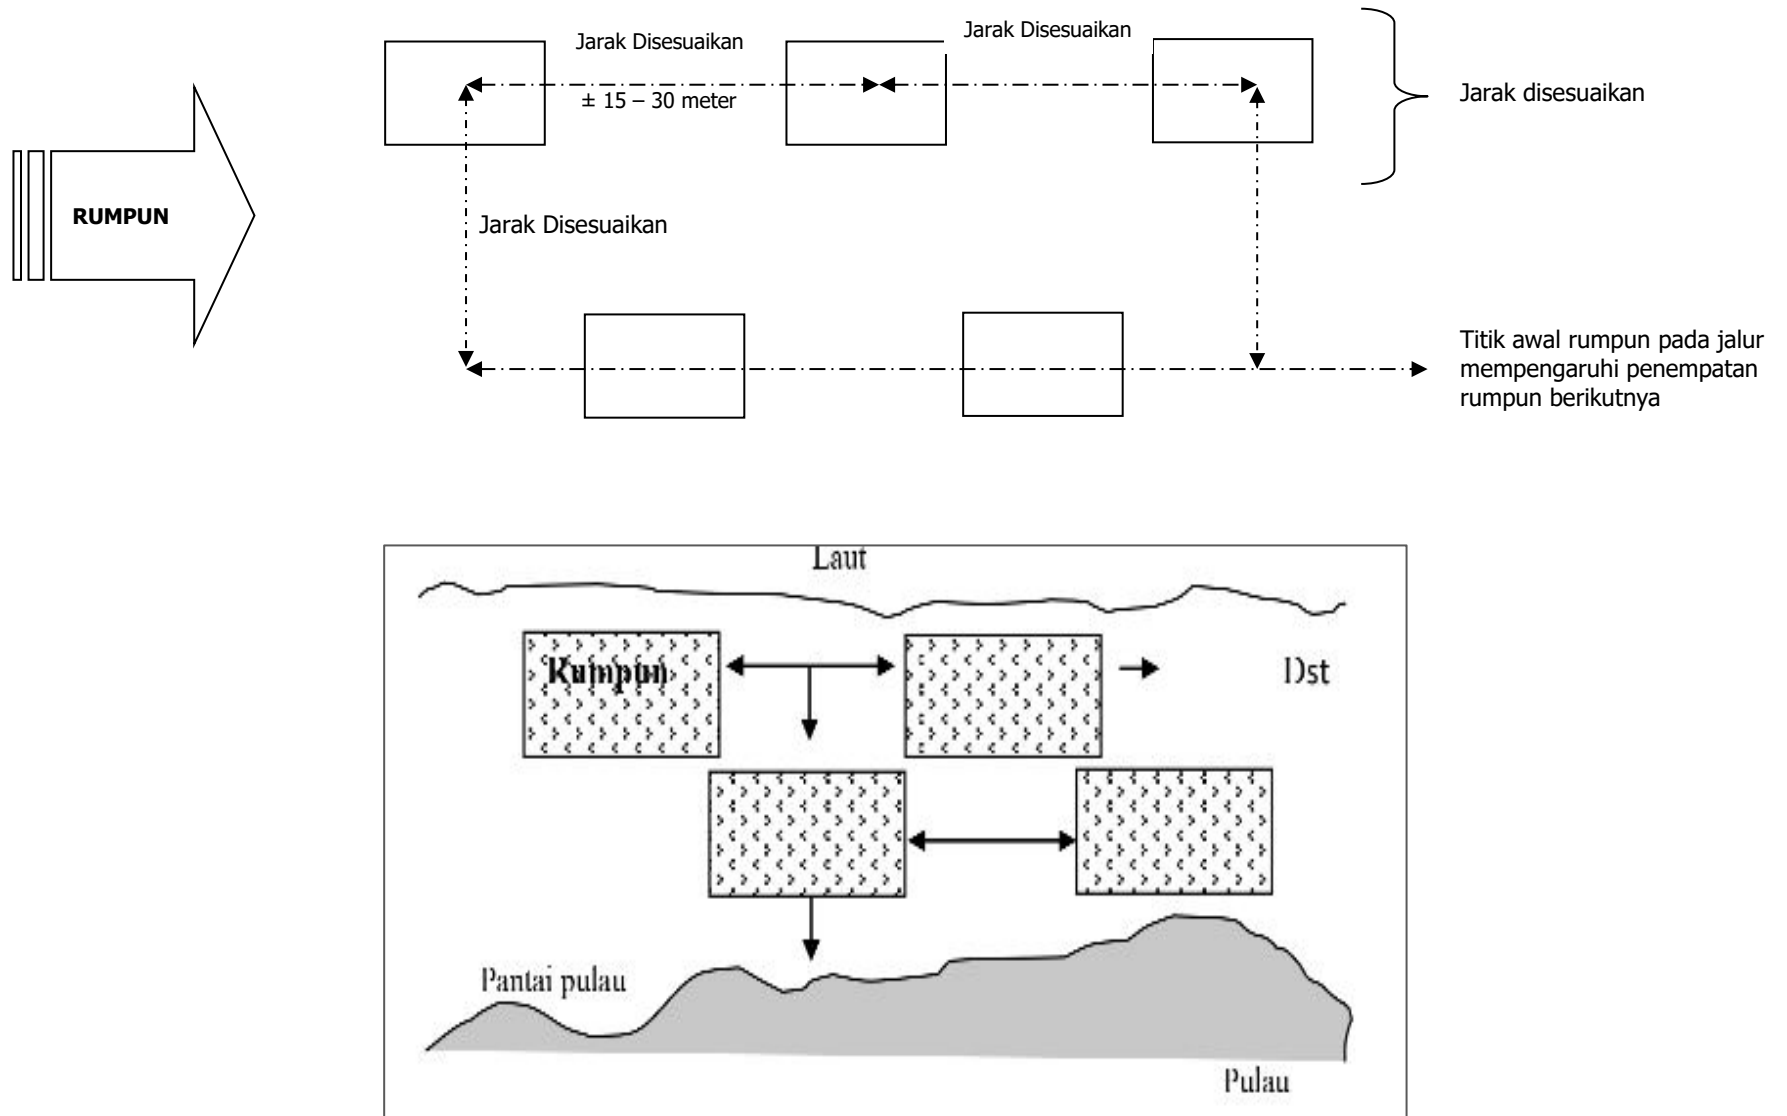 Jarak Disesuaikan
Jarak Disesuaikan
± 15 – 30 meter
Jarak disesuaikan
RUMPUN
Jarak Disesuaikan
Titik awal rumpun pada jalur
mempengaruhi penempatan
rumpun berikutnya
Laut
Rumpun
Dst
Pantai pulau
Pulau